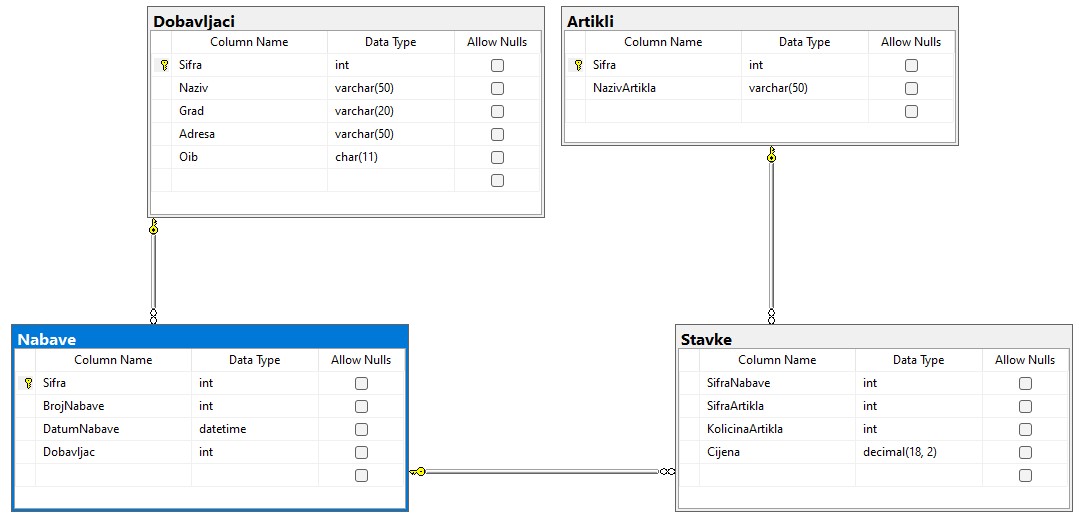 Dobavljaci
Column Name Data Type Allow Nulls
Sifra int
Naziv varchar(50)
Grad varchar(20)
Adresa varchar(50)
Oib char(11)
Artikli
Column Name Data Type Allow Nulls
Sifra int
NazivArtikla varchar(50)
Nabave
Column Name Data Type Allow Nulls
Sifra int
BrojNabave int
DatumNabave datetime
Dobavljac int
Stavke
Column Name Data Type Allow Nulls
SifraNabave int
SifraArtikla int
KolicinaArtikla int
Cijena decimal(18, 2)